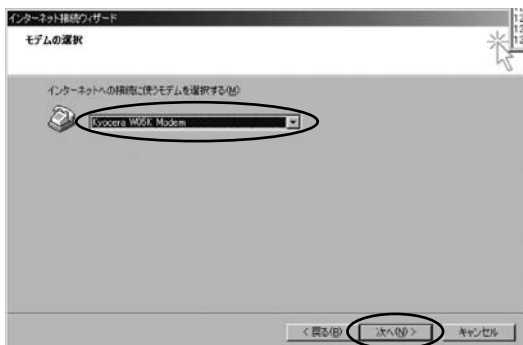 インターネット接続ウィザード
モデムの選択
インターネットへの接続に使うモデムを選択する(M):
Kyocera W05K Modem
< 戻る(B)
次へ(N) >
キャンセル